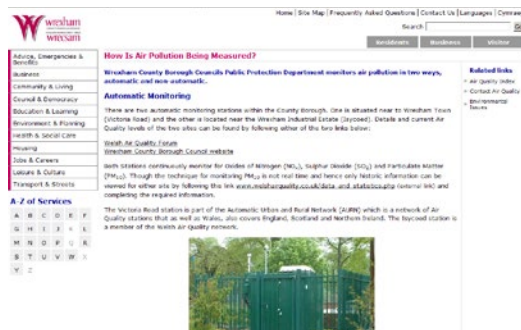 Home | Site Map | Frequently Asked Questions | Contact Us | Languages | Cymraeg
Search
wrexham
wrecsam
Residents Business Visitor
Advice, Emergencies &
Benefits
Business
Community & Living
Council & Democracy
Education & Learning
Environment & Planning
Health & Social Care
Housing
Jobs & Careers
Leisure & Culture
Transport & Streets
A-Z of Services
A B C D E F
G H I J K L
M N O P Q R
S T U V W X
Y Z
How Is Air Pollution Being Measured?
Wrexham County Borough Councils Public Protection Department monitors air pollution in two ways,
automatic and non-automatic.
Automatic Monitoring
There are two automatic monitoring stations within the County Borough. One is situated near to Wrexham Town
(Victoria Road) and the other is located near the Wrexham Industrial Estate (Isycoed). Details and current Air
Quality levels of the two sites can be found by following either of the two links below:
Welsh Air Quality Forum
Wrexham County Borough Council website
Both Stations continuously monitor for Oxides of Nitrogen (NOx), Sulphur Dioxide (SO2) and Particulate Matter
(PM10). Though the technique for monitoring PM10 is not real time and hence only historic information can be
viewed for either site by following this link www.welshairquality.co.uk/data_and_statistics.php (external link) and
completing the required information.
The Victoria Road station is part of the Automatic Urban and Rural Network (AURN) which is a network of Air
Quality stations that as well as Wales, also covers England, Scotland and Northern Ireland. The Isycoed station is
a member of the Welsh Air Quality network.
Related links
Air Quality Index
Contact Air Quality
Environmental
Issues